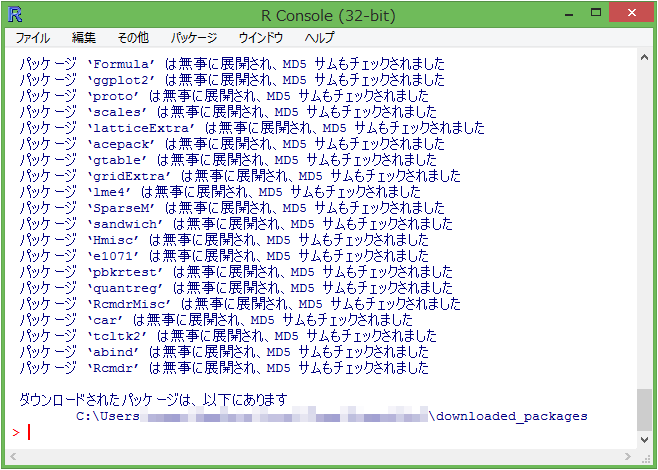 R Console (32-bit)
ファイル 編集 その他 パッケージ ウインドウ ヘルプ
パッケージ ‘Formula’ は無事に展開され、MD5 サムもチェックされました
パッケージ ‘ggplot2’ は無事に展開され、MD5 サムもチェックされました
パッケージ ‘proto’ は無事に展開され、MD5 サムもチェックされました
パッケージ ‘scales’ は無事に展開され、MD5 サムもチェックされました
パッケージ ‘latticeExtra’ は無事に展開され、MD5 サムもチェックされました
パッケージ ‘acepack’ は無事に展開され、MD5 サムもチェックされました
パッケージ ‘gtable’ は無事に展開され、MD5 サムもチェックされました
パッケージ ‘gridExtra’ は無事に展開され、MD5 サムもチェックされました
パッケージ ‘lme4’ は無事に展開され、MD5 サムもチェックされました
パッケージ ‘SparseM’ は無事に展開され、MD5 サムもチェックされました
パッケージ ‘sandwich’ は無事に展開され、MD5 サムもチェックされました
パッケージ ‘Hmisc’ は無事に展開され、MD5 サムもチェックされました
パッケージ ‘e1071’ は無事に展開され、MD5 サムもチェックされました
パッケージ ‘pbkrtest’ は無事に展開され、MD5 サムもチェックされました
パッケージ ‘quantreg’ は無事に展開され、MD5 サムもチェックされました
パッケージ ‘RcmdrMisc’ は無事に展開され、MD5 サムもチェックされました
パッケージ ‘car’ は無事に展開され、MD5 サムもチェックされました
パッケージ ‘tcltk2’ は無事に展開され、MD5 サムもチェックされました
パッケージ ‘abind’ は無事に展開され、MD5 サムもチェックされました
パッケージ ‘Rcmdr’ は無事に展開され、MD5 サムもチェックされました
ダウンロードされたパッケージは、以下にあります
C:\Users \downloaded_packages
>